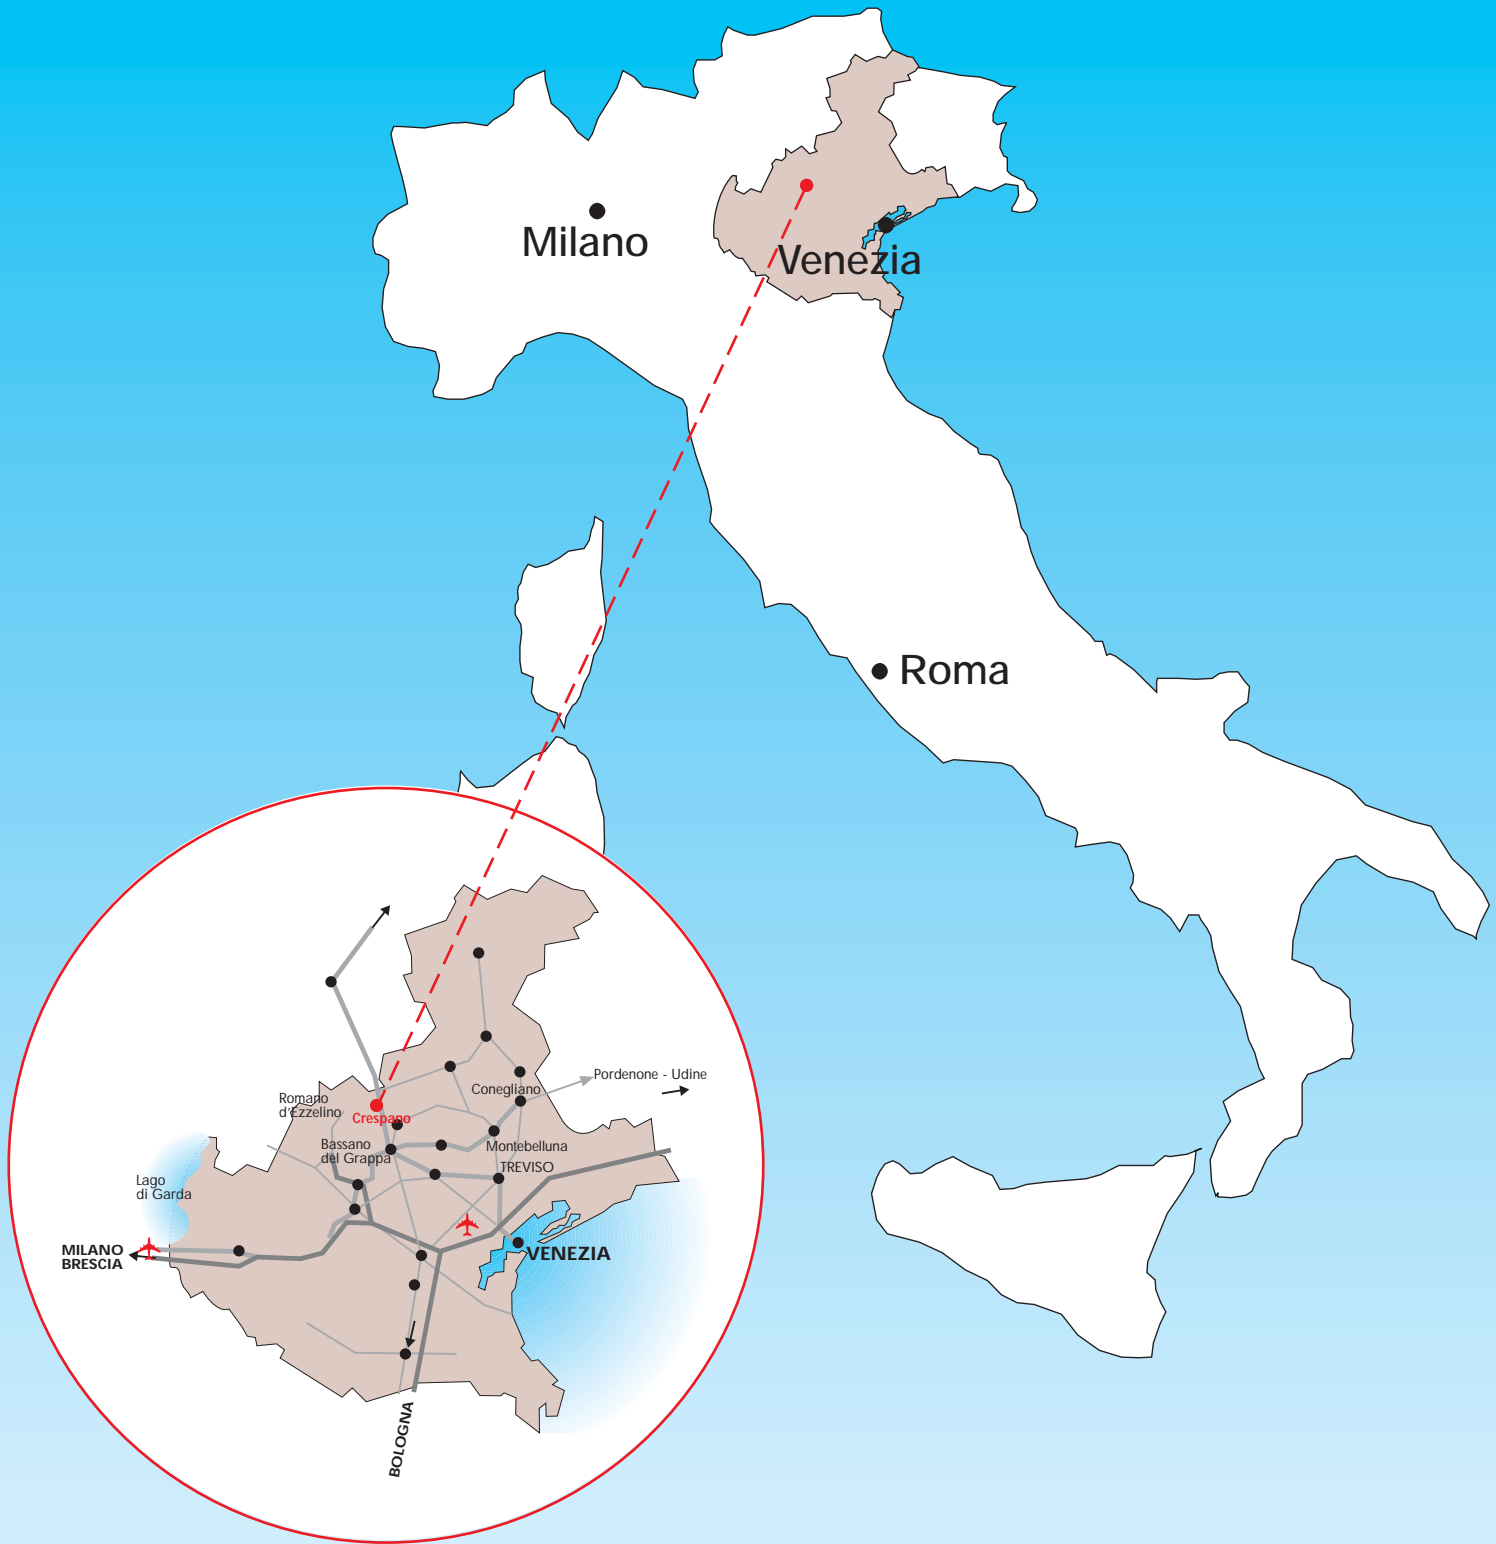 Milano
Venezia
Roma
Pordenone - Udine
Conegliano
Romano
d'Ezzelino
Crespano
Bassano
del Grappa
Montebelluna
TREVISO
Lago
di Garda
MILANO
BRESCIA
VENEZIA
BOLOGNA